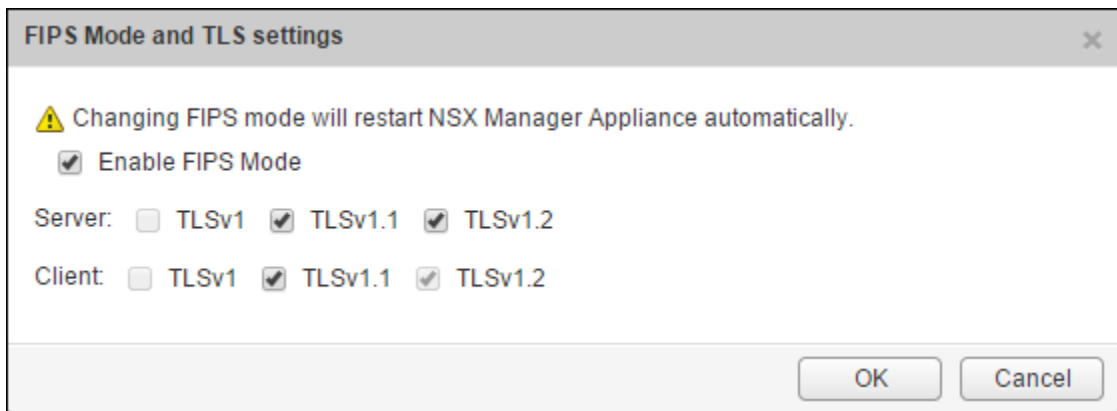 FIPS Mode and TLS settings
Changing FIPS mode will restart NSX Manager Appliance automatically.
Enable FIPS Mode
Server: TLSv1 TLSv1.1 TLSv1.2
Client: TLSv1 TLSv1.1 TLSv1.2
OK Cancel